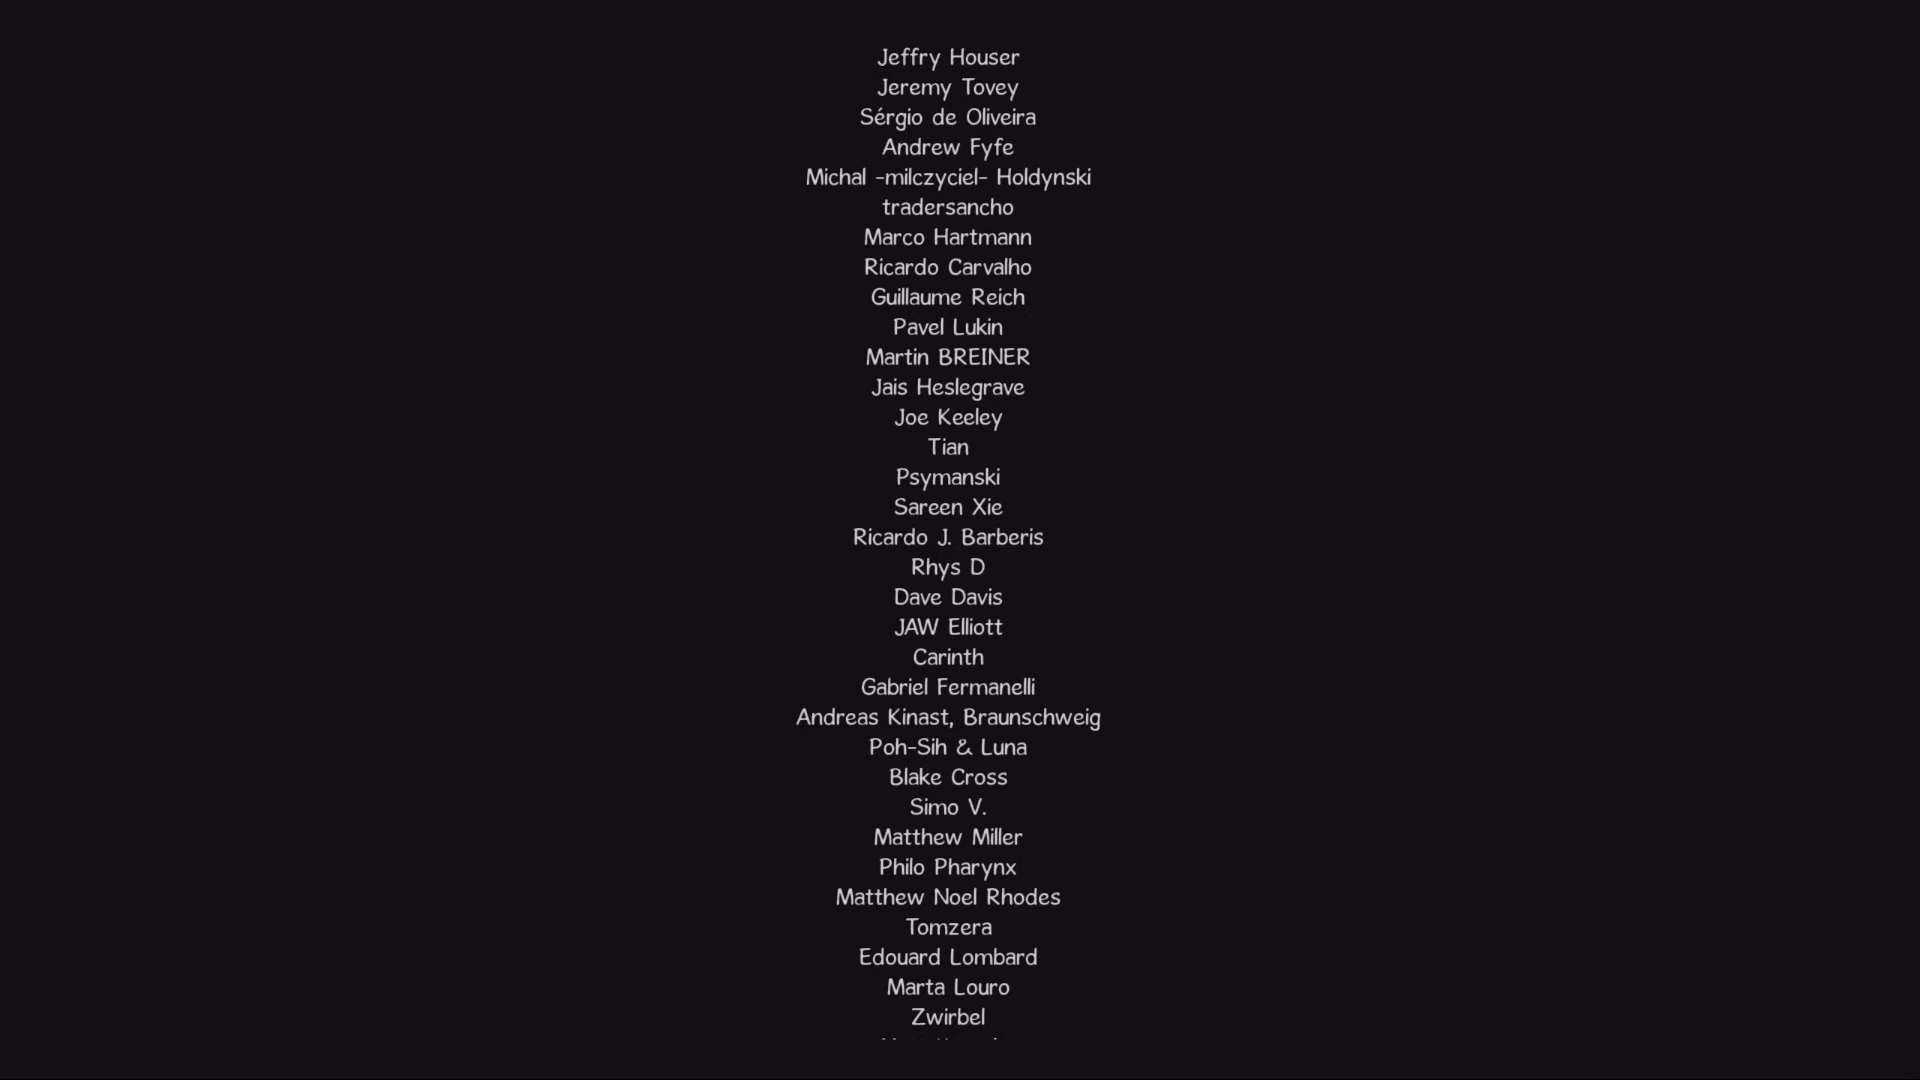 Jeffry Houser
Jeremy Tovey
Sérgio de Oliveira
Andrew Fyfe
Michal -milczyciel- Holdynski
tradersancho
Marco Hartmann
Ricardo Carvalho
Guillaume Reich
Pavel Lukin
Martin BREINER
Jais Heslegrave
Joe Keeley
Tian
Psymanski
Sareen Xie
Ricardo J. Barberis
Rhys D
Dave Davis
JAW Elliott
Carinth
Gabriel Fermanelli
Andreas Kinast, Braunschweig
Poh-Sih & Luna
Blake Cross
Simo V.
Matthew Miller
Philo Pharynx
Matthew Noel Rhodes
Tomzera
Edouard Lombard
Marta Louro
Zwirbel